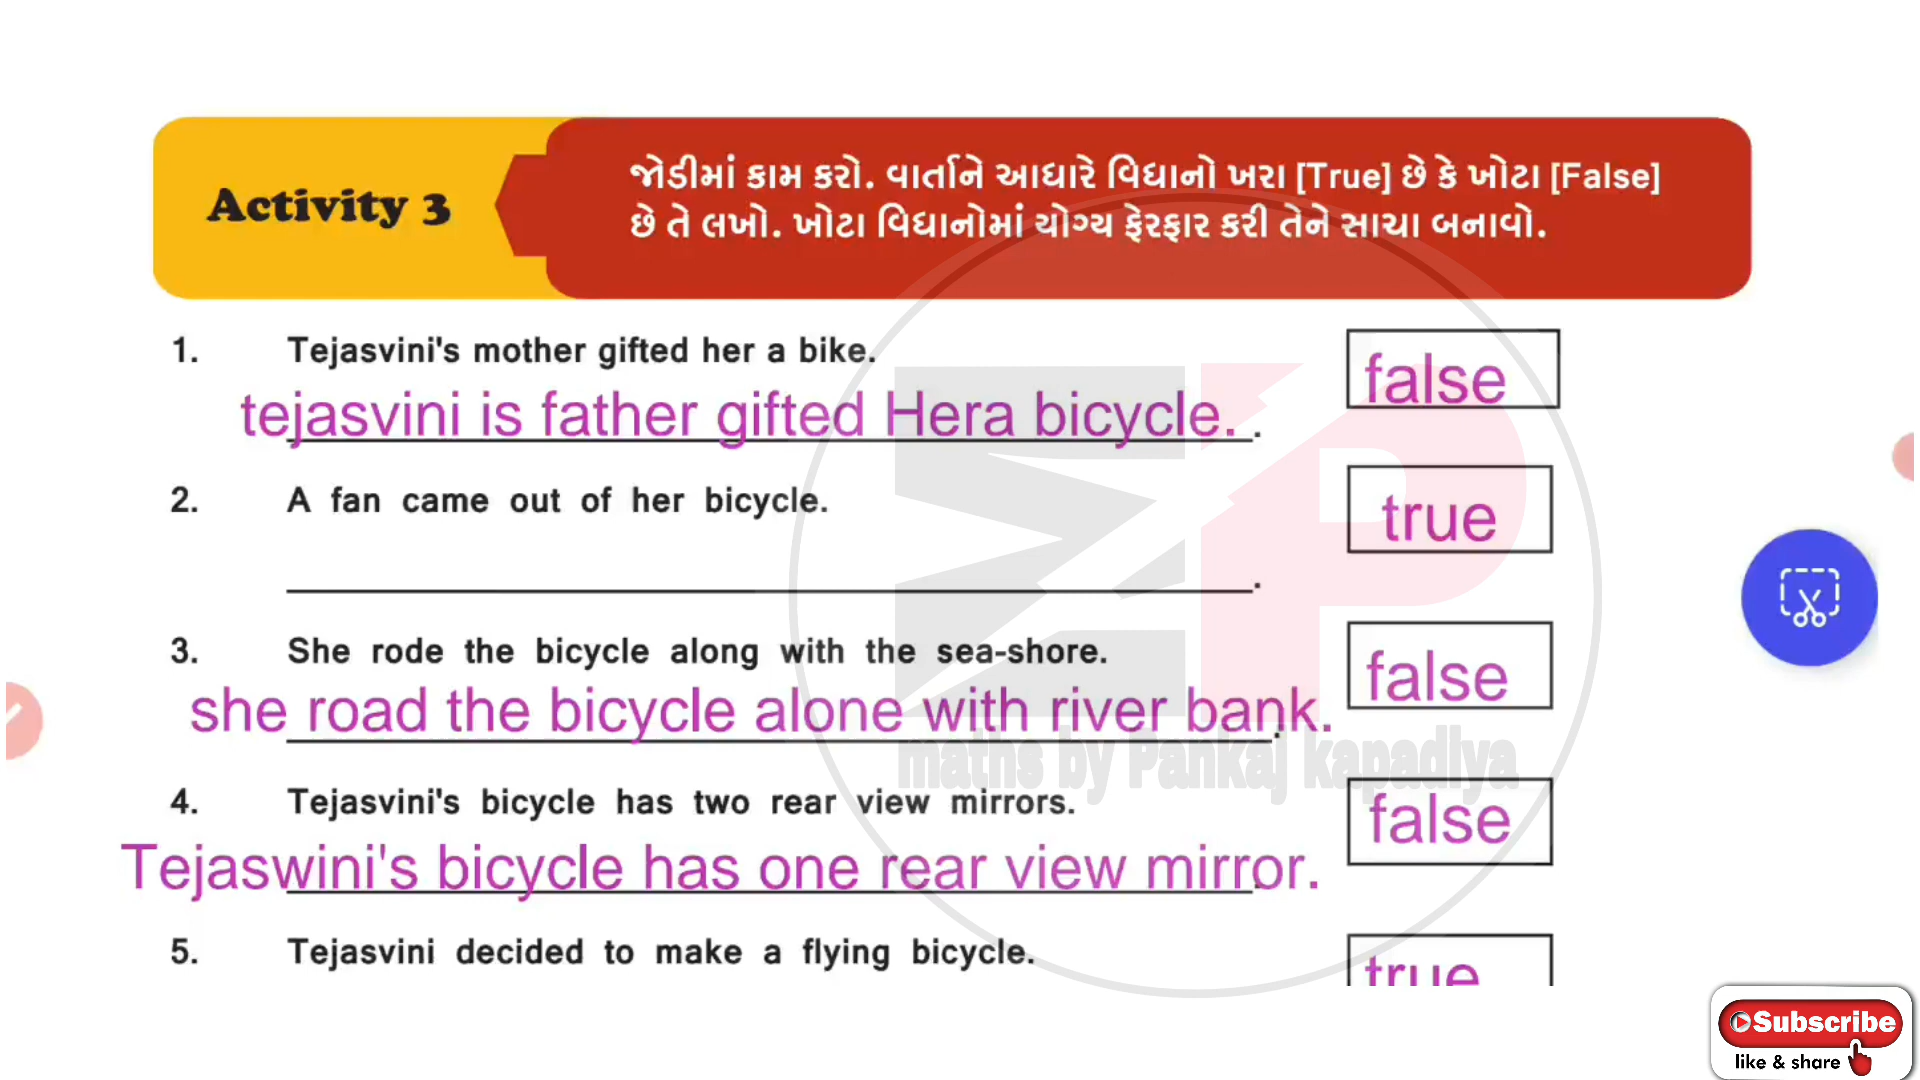 Activity 3
જોડીમાં કામ કરો. વાર્તાને આધારે વિધાનો ખરા [True] છે કે ખોટા [False]
છે તે લખો. ખોટા વિધાનોમાં યોગ્ય ફેરફાર કરી તેને સાચા બનાવો.
1. Tejasvini's mother gifted her a bike.
false
tejasvini is father gifted Hera bicycle. .
2. A fan came out of her bicycle.
true
.
3. She rode the bicycle along with the sea-shore.
false
she road the bicycle alone with river bank. .
maths by Pankaj kapadiya
4. Tejasvini's bicycle has two rear view mirrors.
false
Tejaswini's bicycle has one rear view mirror.
5. Tejasvini decided to make a flying bicycle.
true
Subscribe
like & share